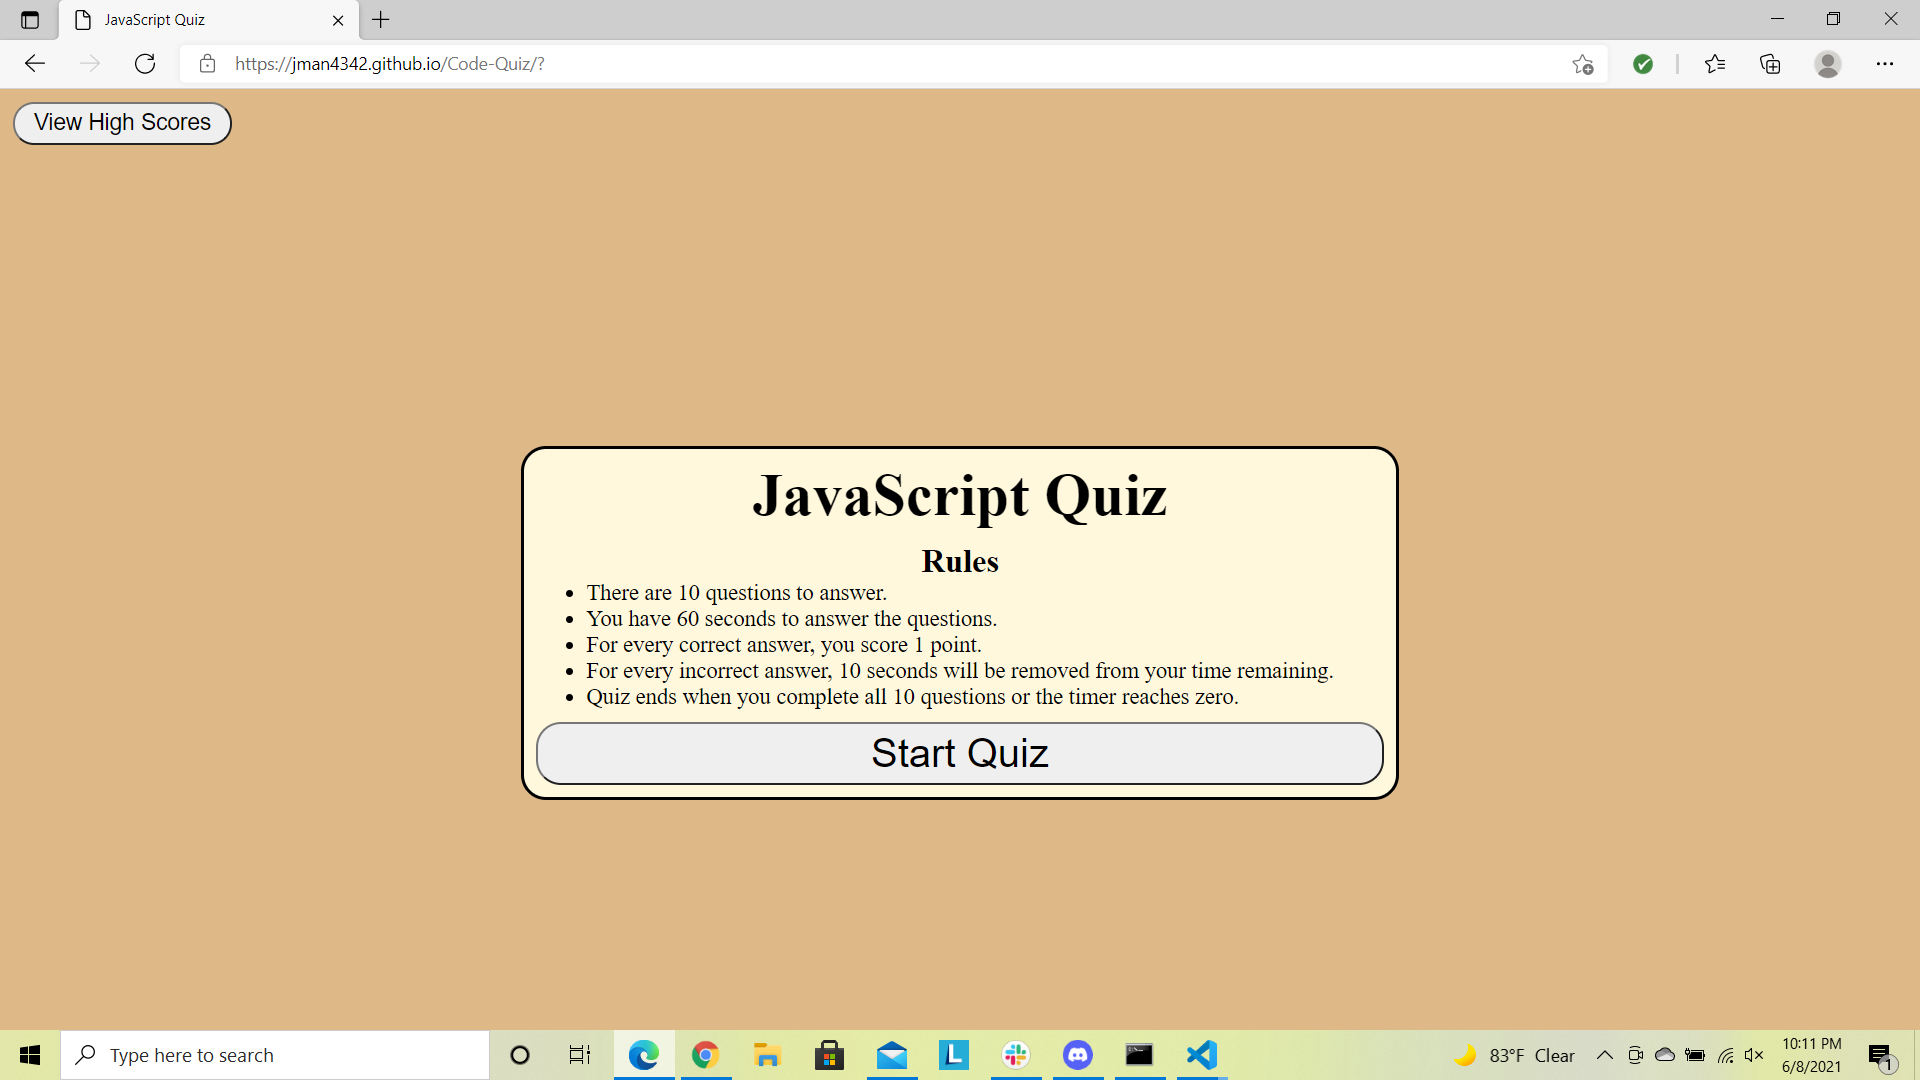 JavaScript Quiz
https://jman4342.github.io/Code-Quiz/?
View High Scores
JavaScript Quiz
Rules
There are 10 questions to answer.
You have 60 seconds to answer the questions.
For every correct answer, you score 1 point.
For every incorrect answer, 10 seconds will be removed from your time remaining.
Quiz ends when you complete all 10 questions or the timer reaches zero.
Start Quiz
Type here to search
L
83°F Clear
10:11 PM
6/8/2021
1